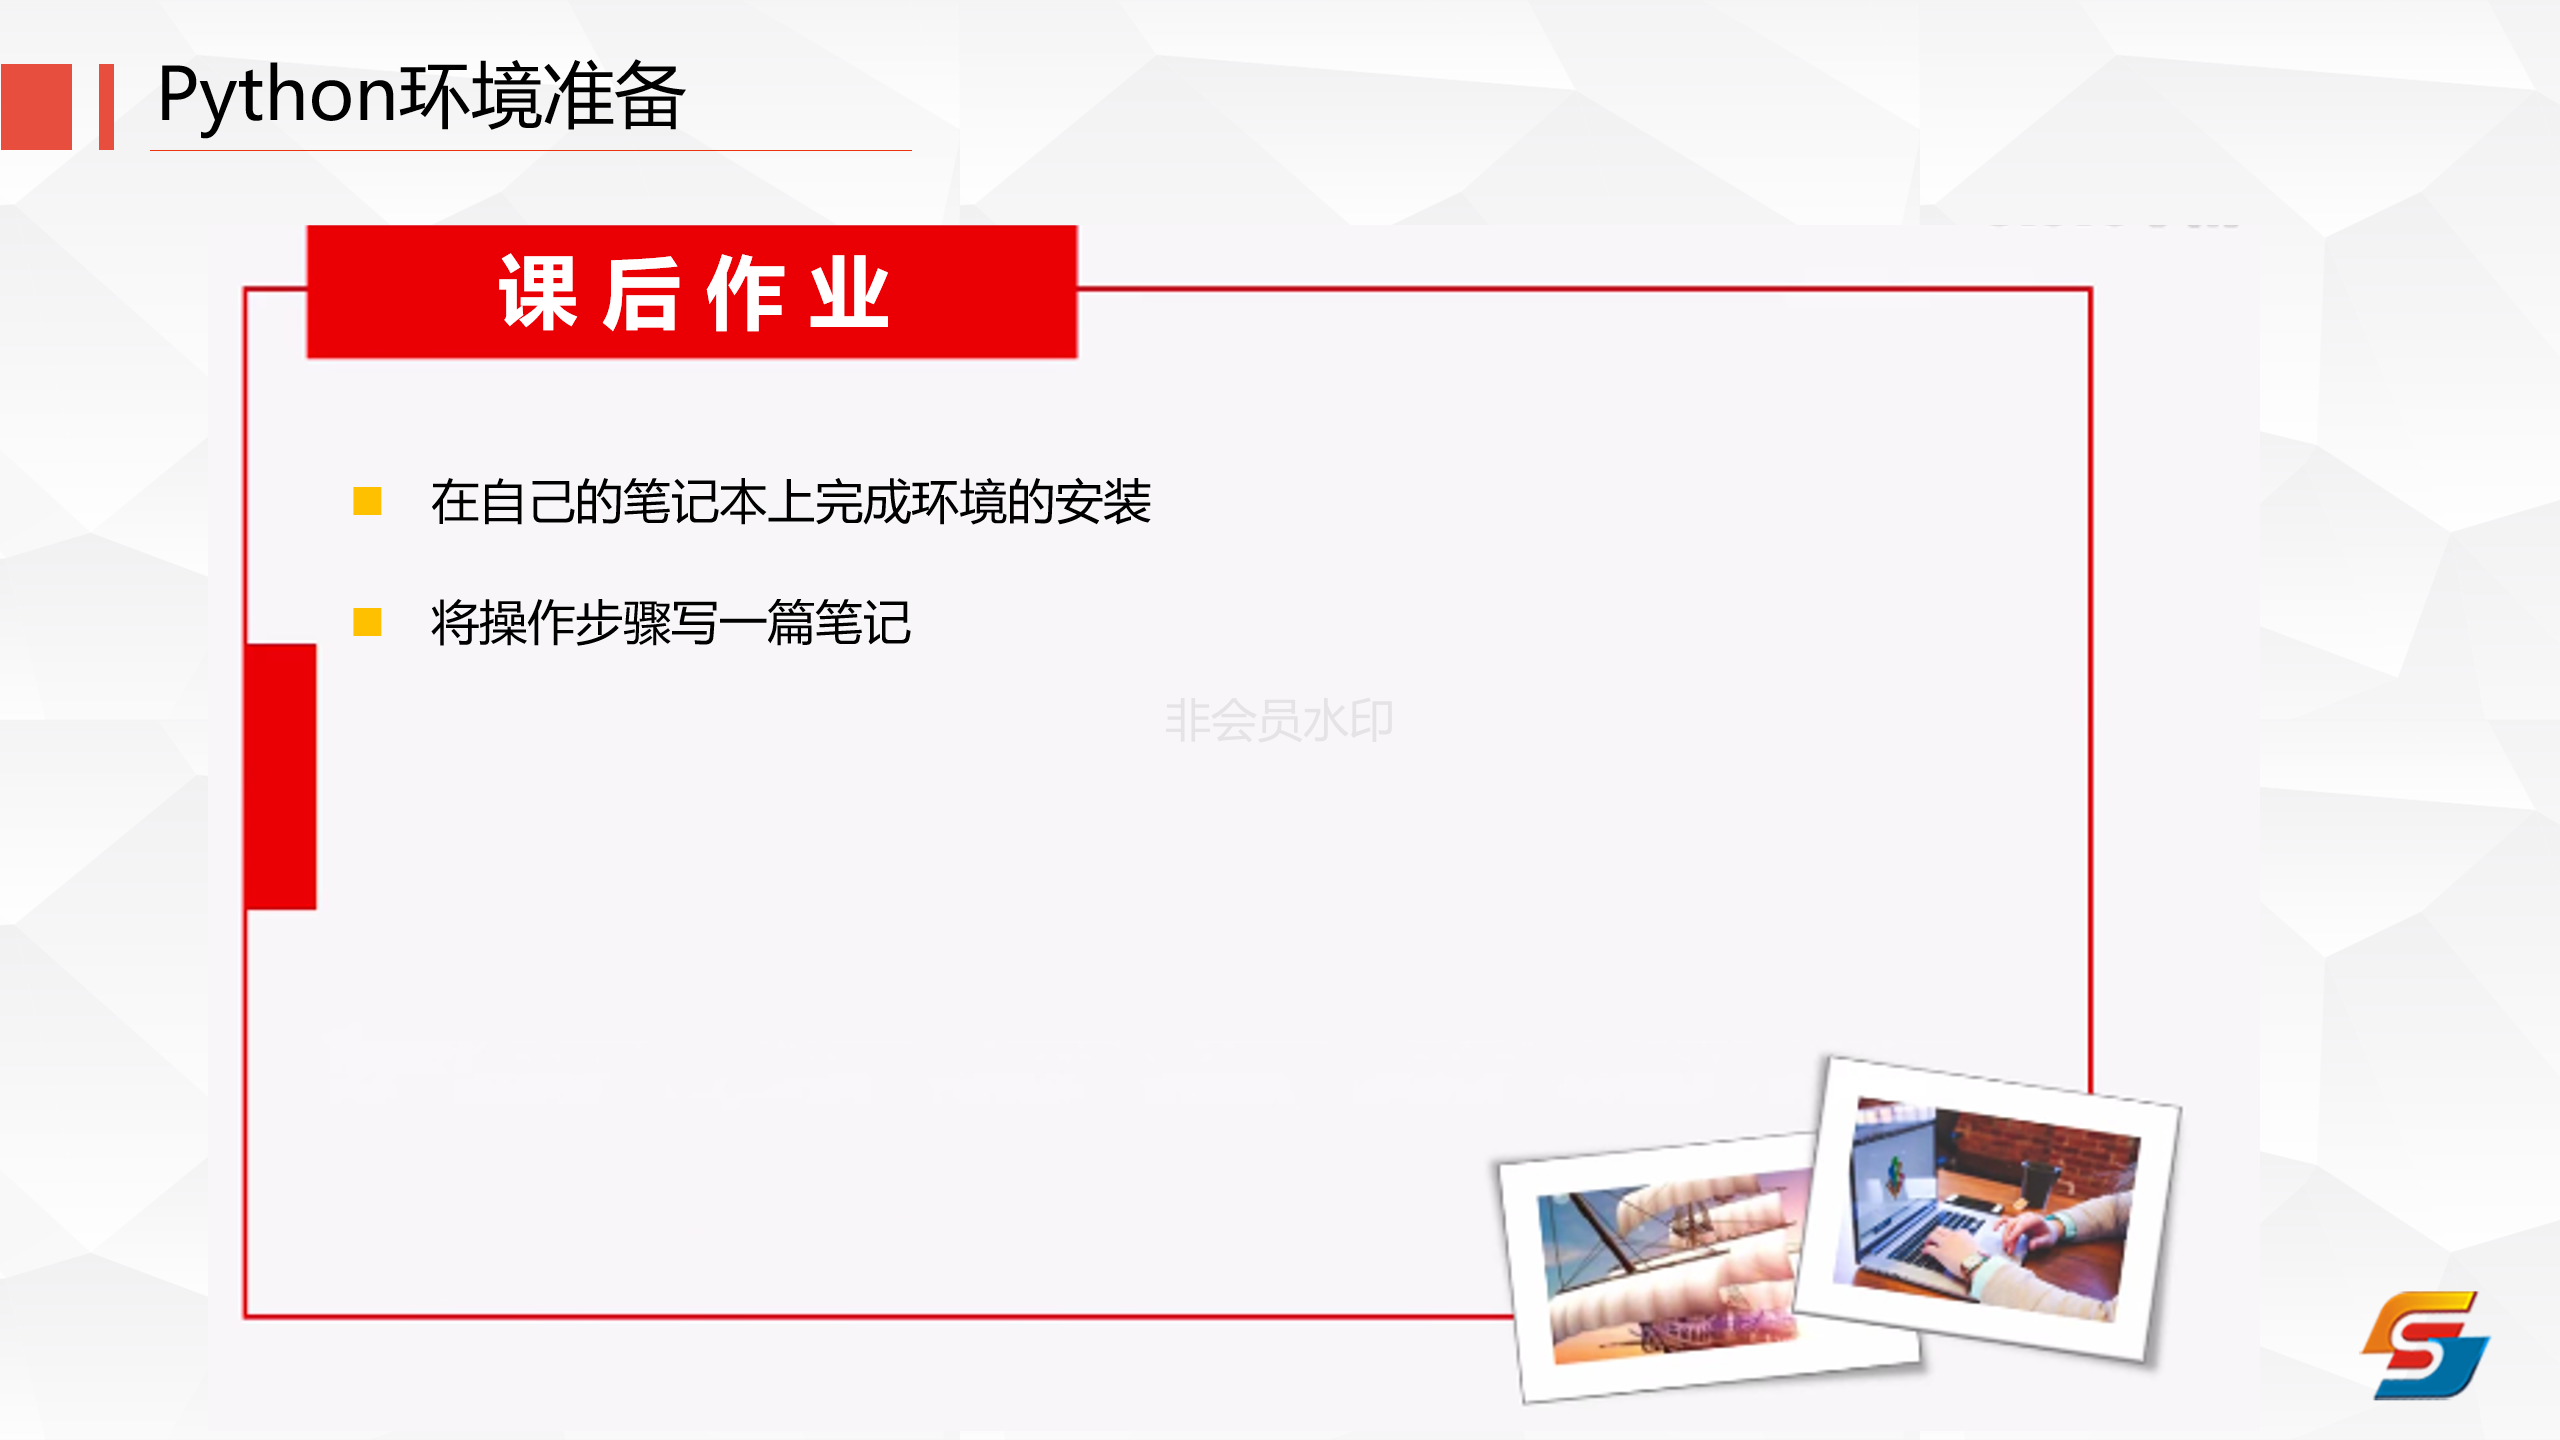 Python环境准备
课后作业
在自己的笔记本上完成环境的安装
将操作步骤写一篇笔记
非会员水印